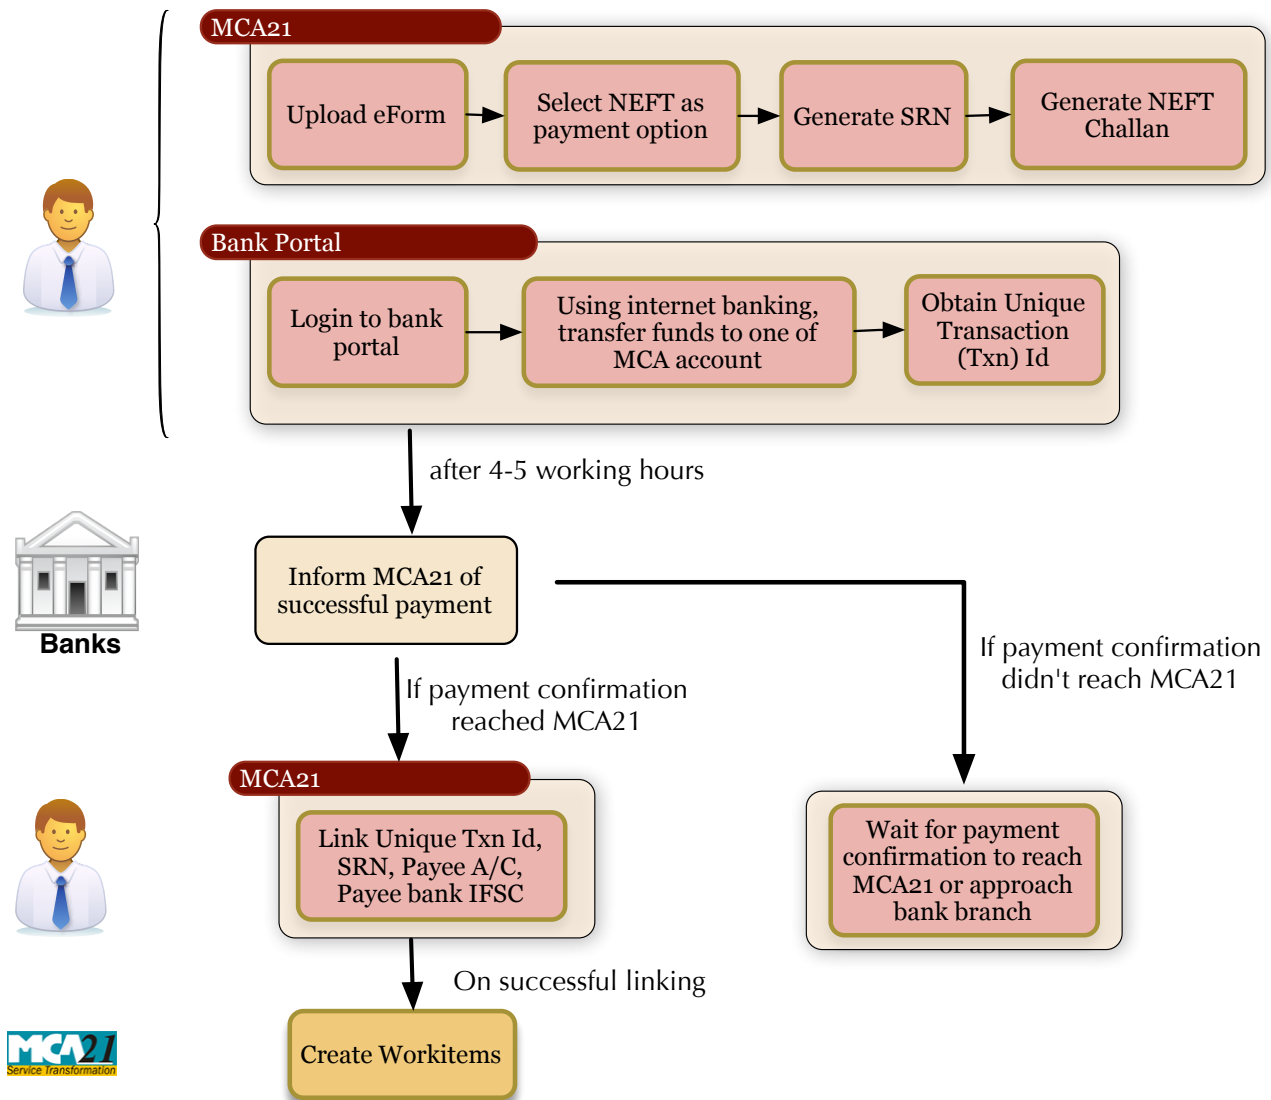 MCA21
Upload eForm
Select NEFT as
payment option
Generate SRN
Generate NEFT
Challan
Bank Portal
Login to bank
portal
Using internet banking,
transfer funds to one of
MCA account
Obtain Unique
Transaction
(Txn) Id
after 4-5 working hours
Banks
Inform MCA21 of
successful payment
If payment confirmation
reached MCA21
If payment confirmation
didn't reach MCA21
MCA21
Link Unique Txn Id,
SRN, Payee A/C,
Payee bank IFSC
Wait for payment
confirmation to reach
MCA21 or approach
bank branch
On successful linking
MCA21
Service Transformation
Create Workitems